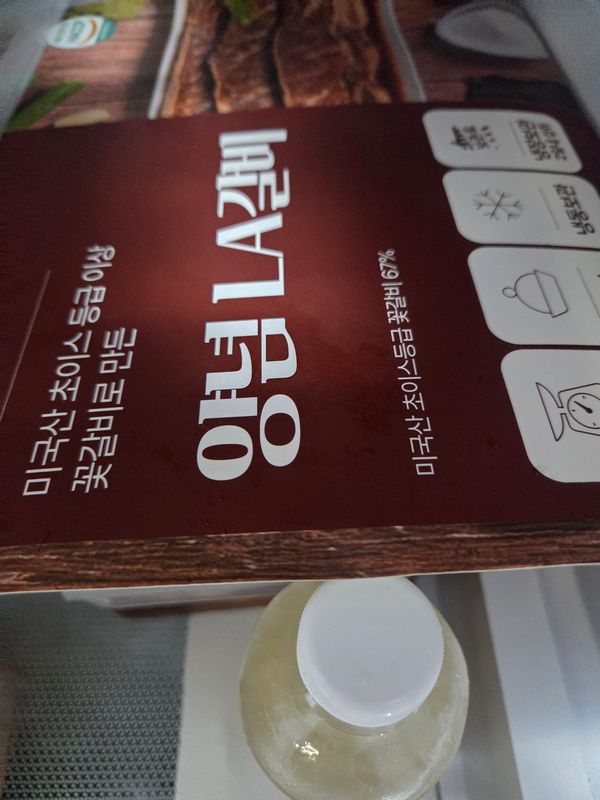 미국산 초이스 등급 이상
꽃갈비로 만든
양념 LA갈비
미국산 초이스등급 꽃갈비 67%
냉동보관